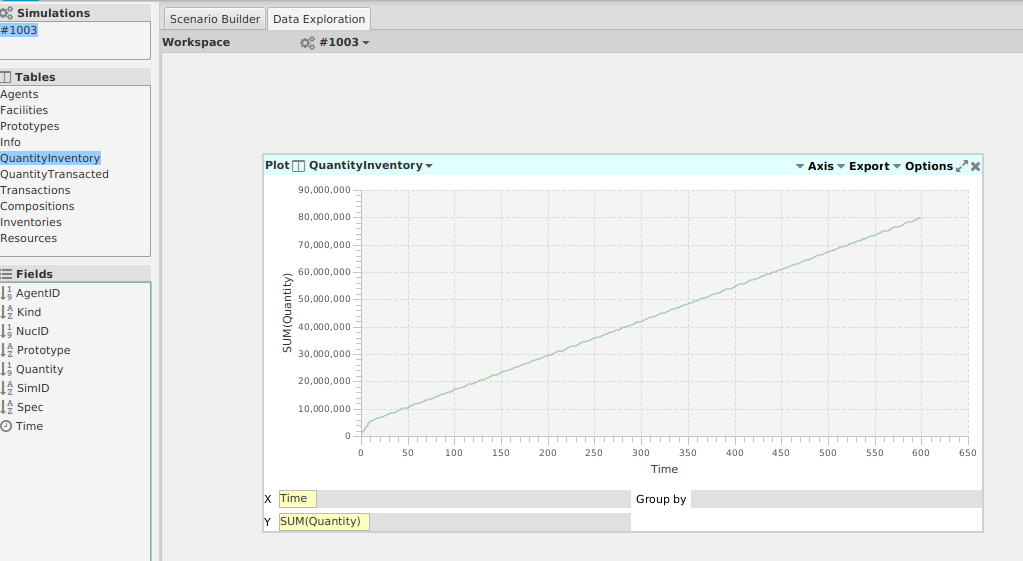 Simulations
#1003
Tables
Agents
Facilities
Prototypes
Info
QuantityInventory
QuantityTransacted
Transactions
Compositions
Inventories
Resources
Fields
AgentID
Kind
NucID
Prototype
Quantity
SimID
Spec
Time
Scenario Builder Data Exploration
Workspace #1003
Plot QuantityInventory Axis Export Options
90,000,000
80,000,000
70,000,000
60,000,000
50,000,000
40,000,000
30,000,000
20,000,000
10,000,000
0
SUM(Quantity)
0 50 100 150 200 250 300 350 400 450 500 550 600 650
Time
X Time Group by
Y SUM(Quantity)